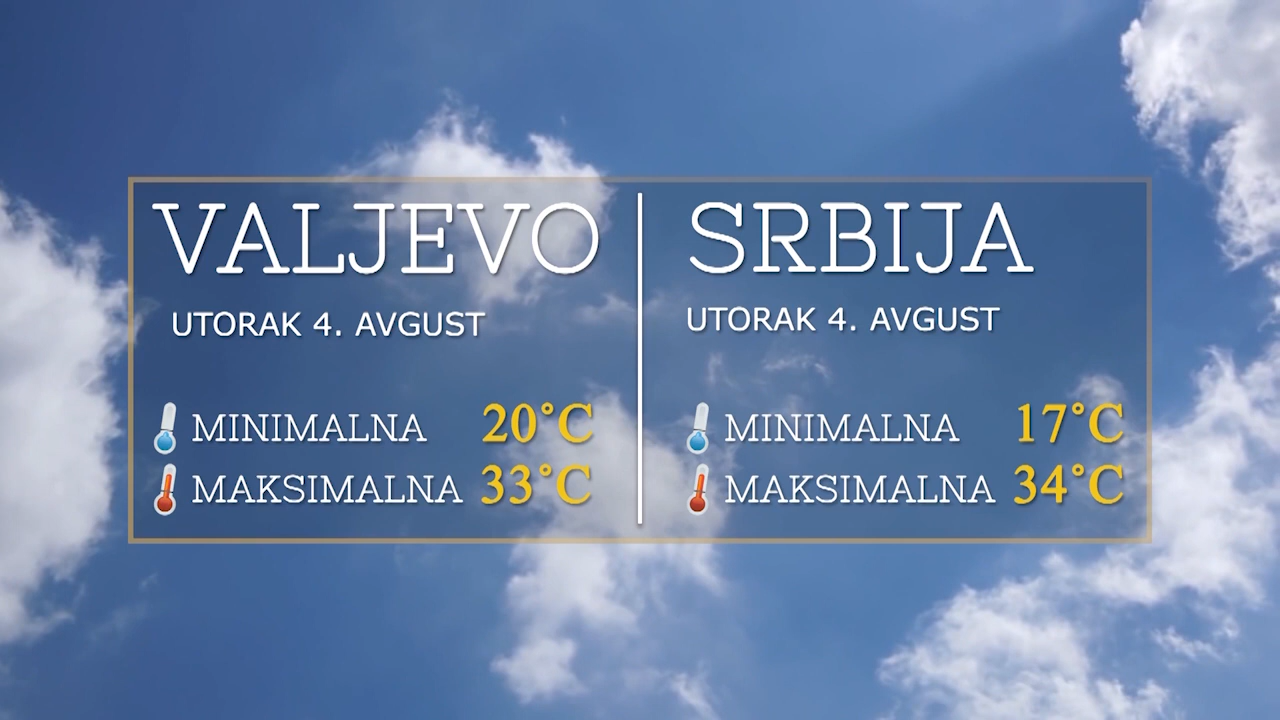 VALJEVO
UTORAK 4. AVGUST
MINIMALNA 20°C
MAKSIMALNA 33°C
SRBIJA
UTORAK 4. AVGUST
MINIMALNA 17°C
MAKSIMALNA 34°C